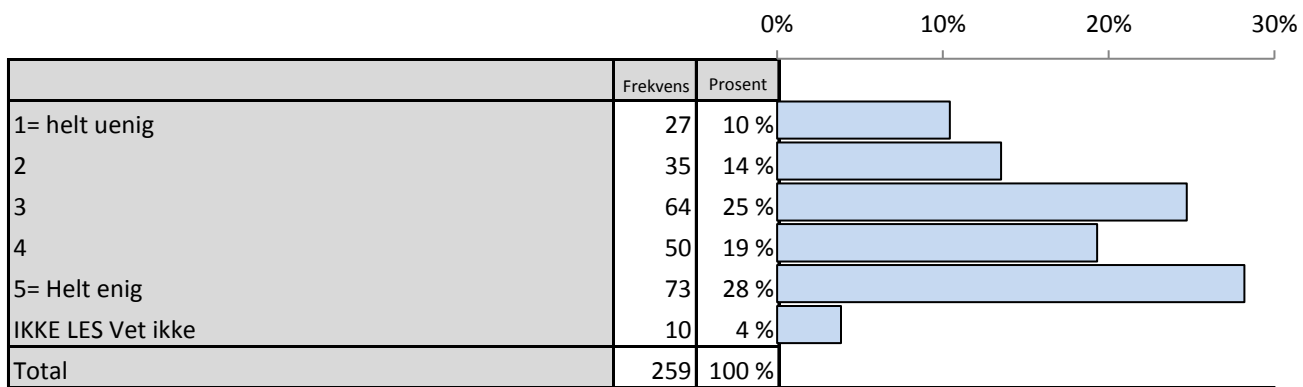 0% 10% 20% 30%
Frekvens Prosent
1= helt uenig 27 10 %
2 35 14 %
3 64 25 %
4 50 19 %
5= Helt enig 73 28 %
IKKE LES Vet ikke 10 4 %
Total 259 100 %